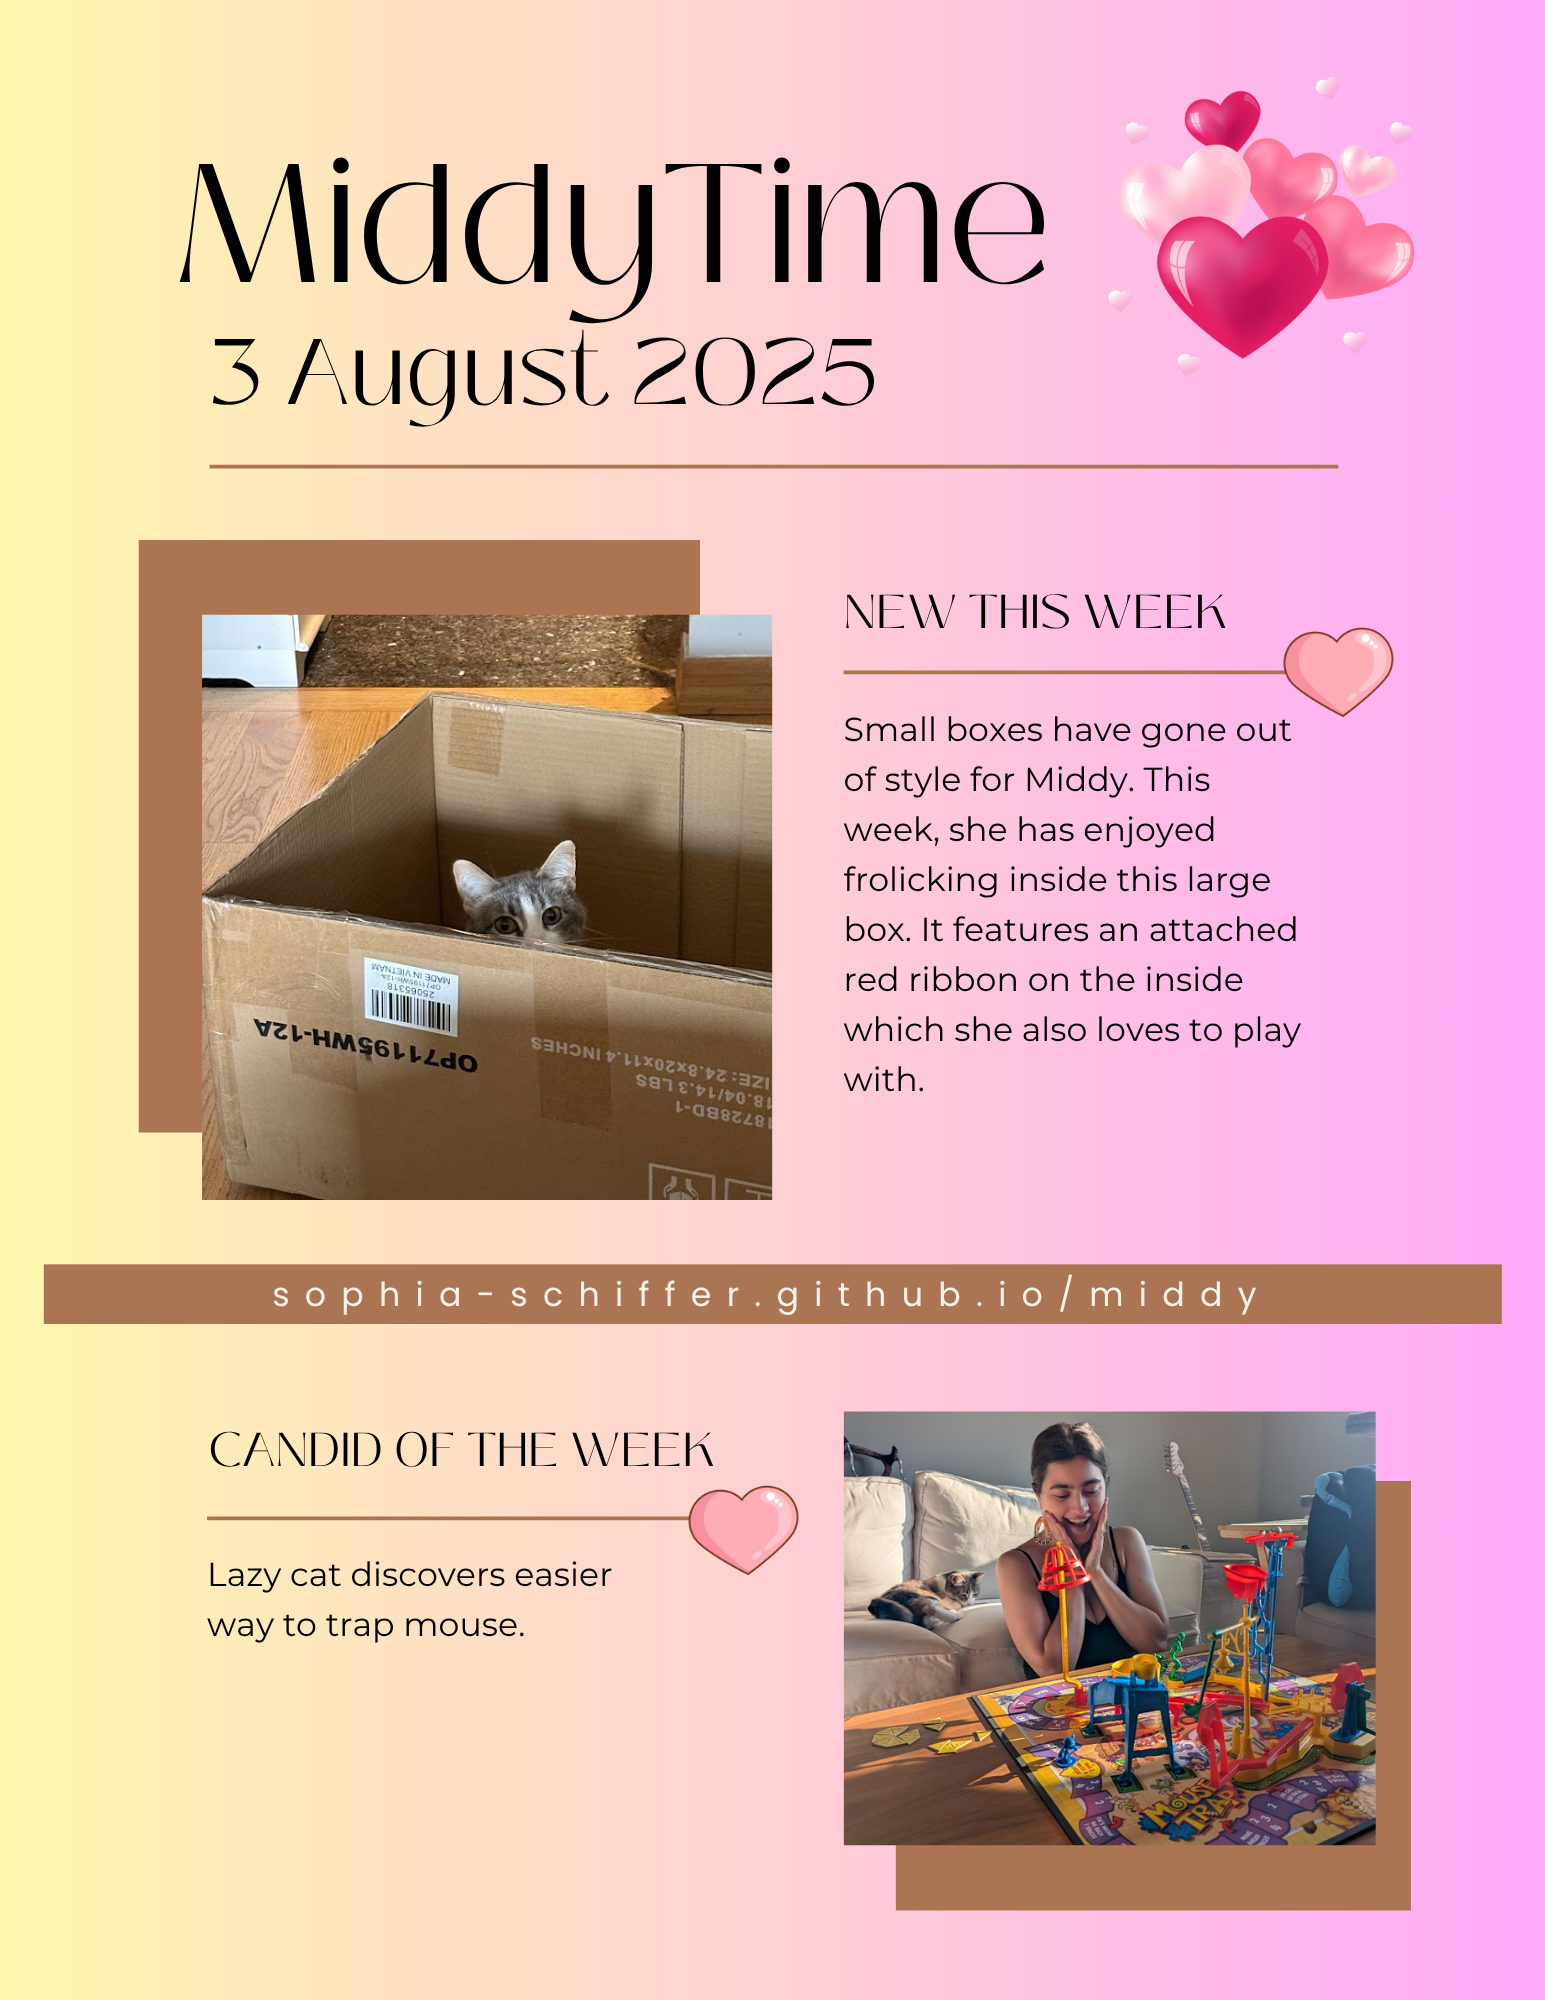 MiddyTime
3 August 2025
NEW THIS WEEK
Small boxes have gone out
of style for Middy. This
week, she has enjoyed
frolicking inside this large
box. It features an attached
red ribbon on the inside
which she also loves to play
with.
MADE IN VIETNAM
OP71195WH-12A
25065318
OP71195WH-12A
IZE: 24.8x20x11.4 INCHES
18.04/14.3 LBS
18728BD-1
sophia-schiffer.github.io/middy
CANDID OF THE WEEK
Lazy cat discovers easier
way to trap mouse.
MOUSE
TRAP